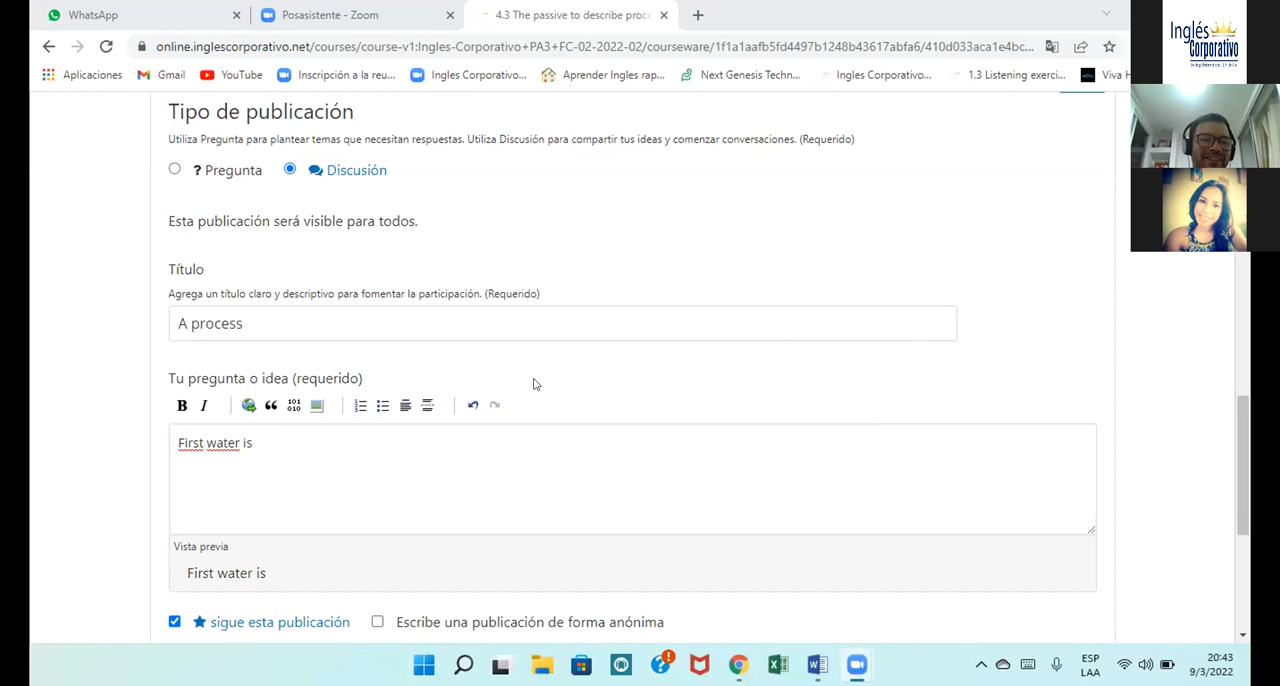 WhatsApp
Posasistente - Zoom
4.3 The passive to describe proc
online.inglescorporativo.net/courses/course-v1:Ingles-Corporativo+PA3+FC-02-2022-02/courseware/1f1a1aafb5fd4497b1248b43617abfa6/410d033aca1e4bc...
Aplicaciones
Gmail
YouTube
Inscripción a la reu...
Ingles Corporativo...
Aprender Ingles rap...
Next Genesis Techn...
Ingles Corporativo...
1.3 Listening exerci...
Viva H
Inglés
Corporativo
Tipo de publicación
Utiliza Pregunta para plantear temas que necesitan respuestas. Utiliza Discusión para compartir tus ideas y comenzar conversaciones. (Requerido)
? Pregunta
Discusión
Esta publicación será visible para todos.
Título
Agrega un título claro y descriptivo para fomentar la participación. (Requerido)
A process
Tu pregunta o idea (requerido)
B I
101
010
First water is
Vista previa
First water is
sigue esta publicación
Escribe una publicación de forma anónima
ESP
LAA
20:43
9/3/2022